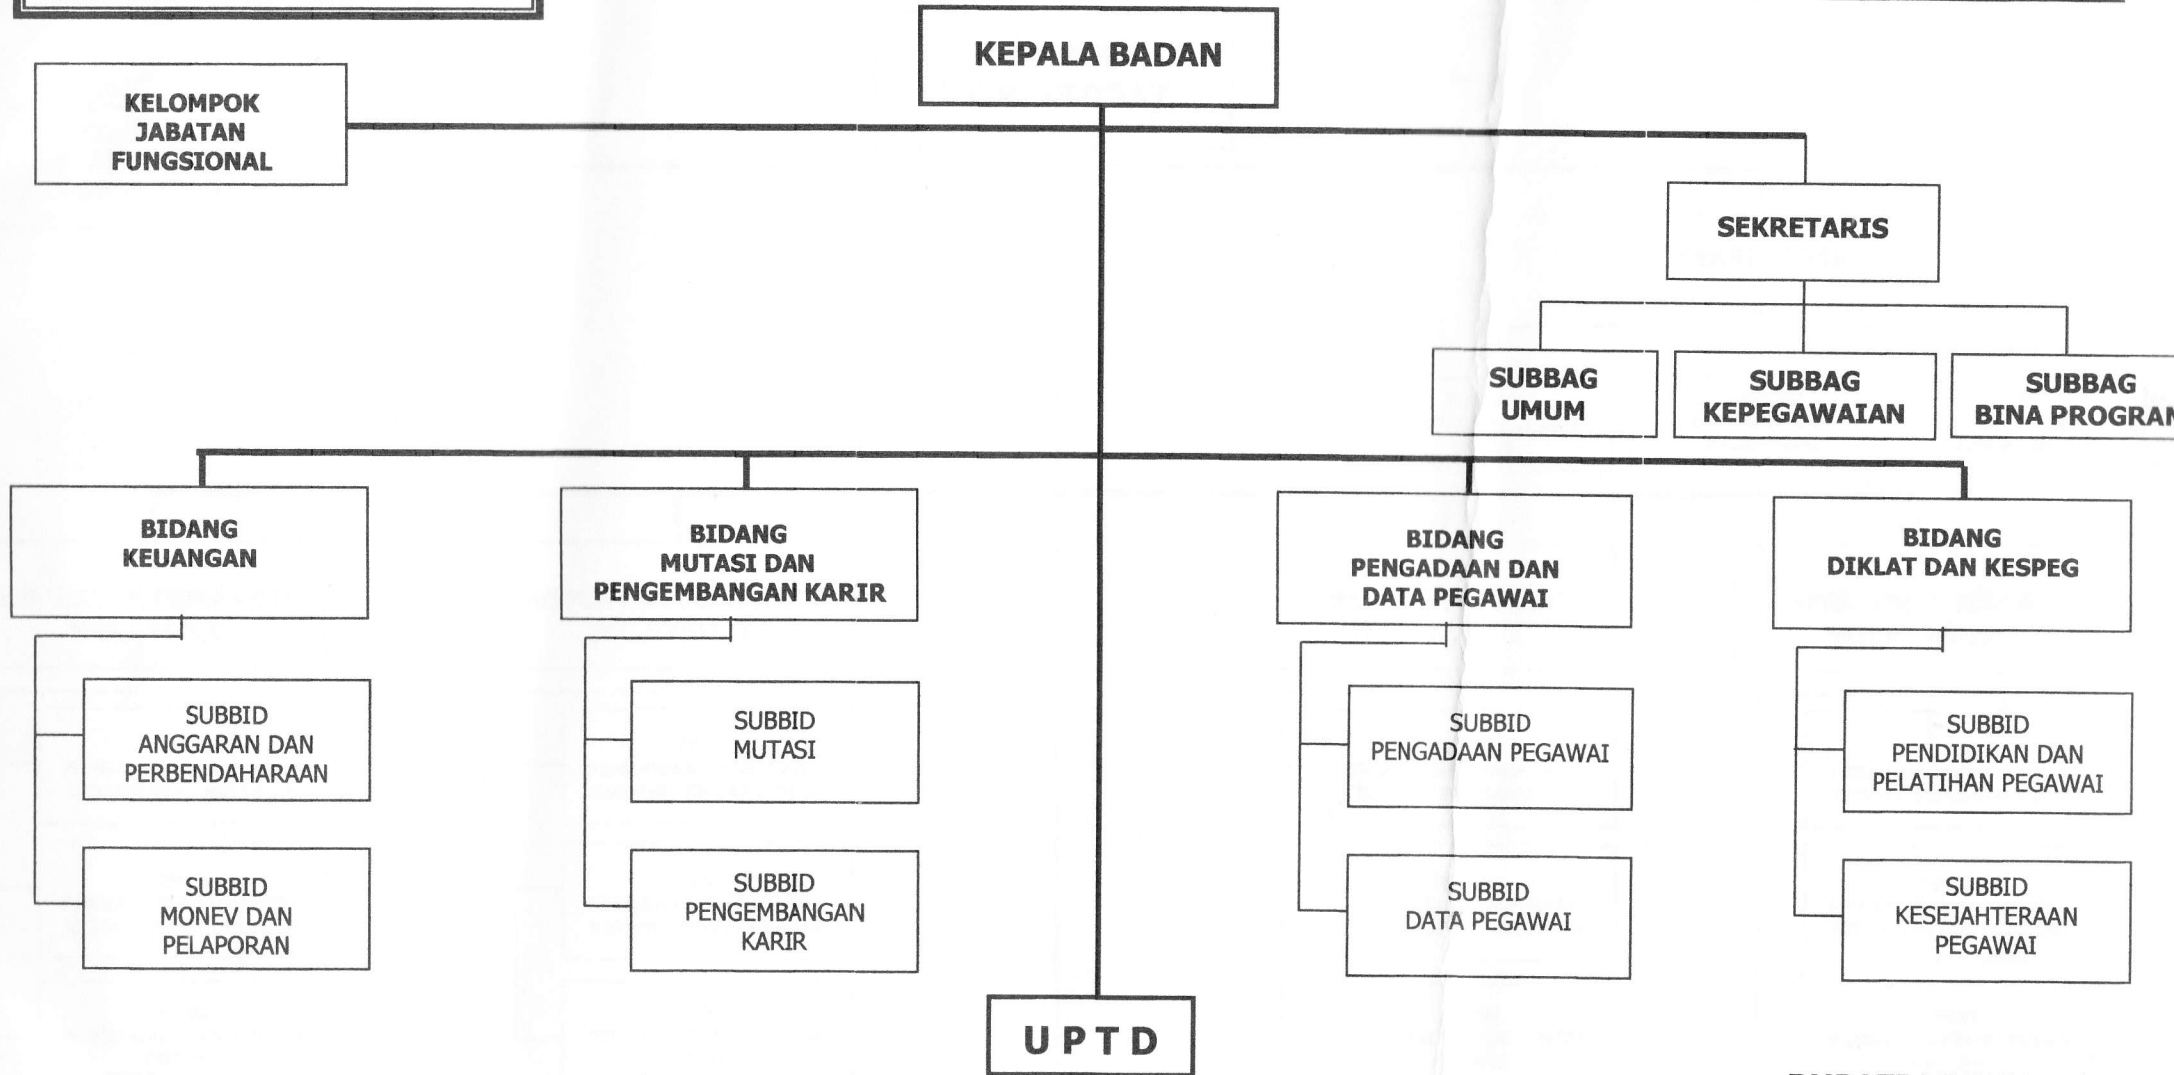 KEPALA BADAN
KELOMPOK
JABATAN
FUNGSIONAL
SEKRETARIS
SUBBAG
UMUM
SUBBAG
KEPEGAWAIAN
SUBBAG
BINA PROGRAM
BIDANG
KEUANGAN
BIDANG
MUTASI DAN
PENGEMBANGAN KARIR
BIDANG
PENGADAAN DAN
DATA PEGAWAI
BIDANG
DIKLAT DAN KESPEG
SUBBID
ANGGARAN DAN
PERBENDAHARAAN
SUBBID
MUTASI
SUBBID
PENGADAAN PEGAWAI
SUBBID
PENDIDIKAN DAN
PELATIHAN PEGAWAI
SUBBID
MONEV DAN
PELAPORAN
SUBBID
PENGEMBANGAN
KARIR
SUBBID
DATA PEGAWAI
SUBBID
KESEJAHTERAAN
PEGAWAI
U P T D